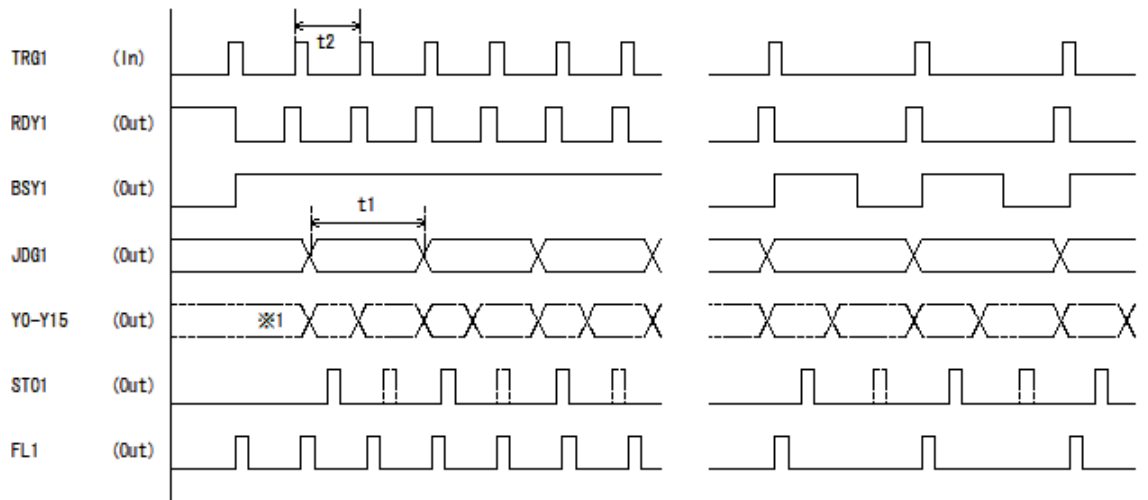 t2
TRG1 (In)
RDY1 (Out)
BSY1 (Out)
t1
JDG1 (Out)
Y0-Y15 (Out) ※1
STO1 (Out)
FL1 (Out)